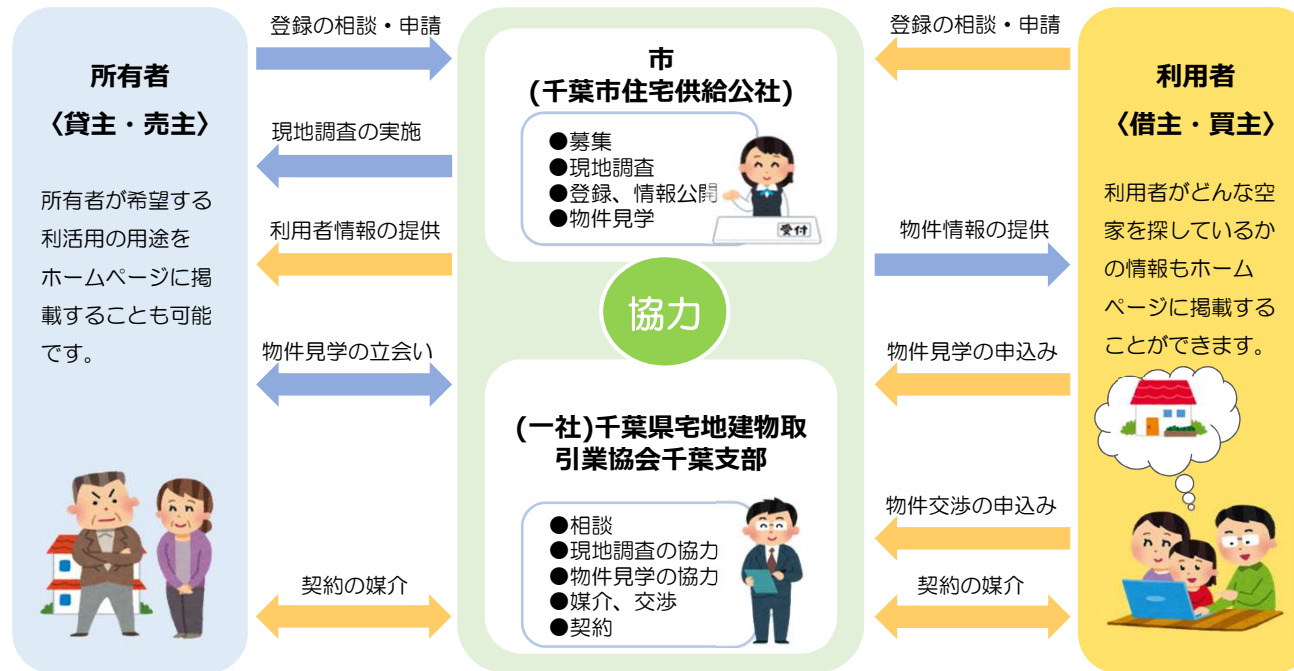 所有者
〈貸主・売主〉
所有者が希望する
利活用の用途を
ホームページに掲
載することも可能
です。
登録の相談・申請
現地調査の実施
利用者情報の提供
物件見学の立会い
契約の媒介
市
(千葉市住宅供給公社)
●募集
●現地調査
●登録、情報公開
●物件見学
受付
協力
(一社)千葉県宅地建物取
引業協会千葉支部
●相談
●現地調査の協力
●物件見学の協力
●媒介、交渉
●契約
登録の相談・申請
物件情報の提供
物件見学の申込み
物件交渉の申込み
契約の媒介
利用者
〈借主・買主〉
利用者がどんな空
家を探しているか
の情報もホーム
ページに掲載する
ことができます。